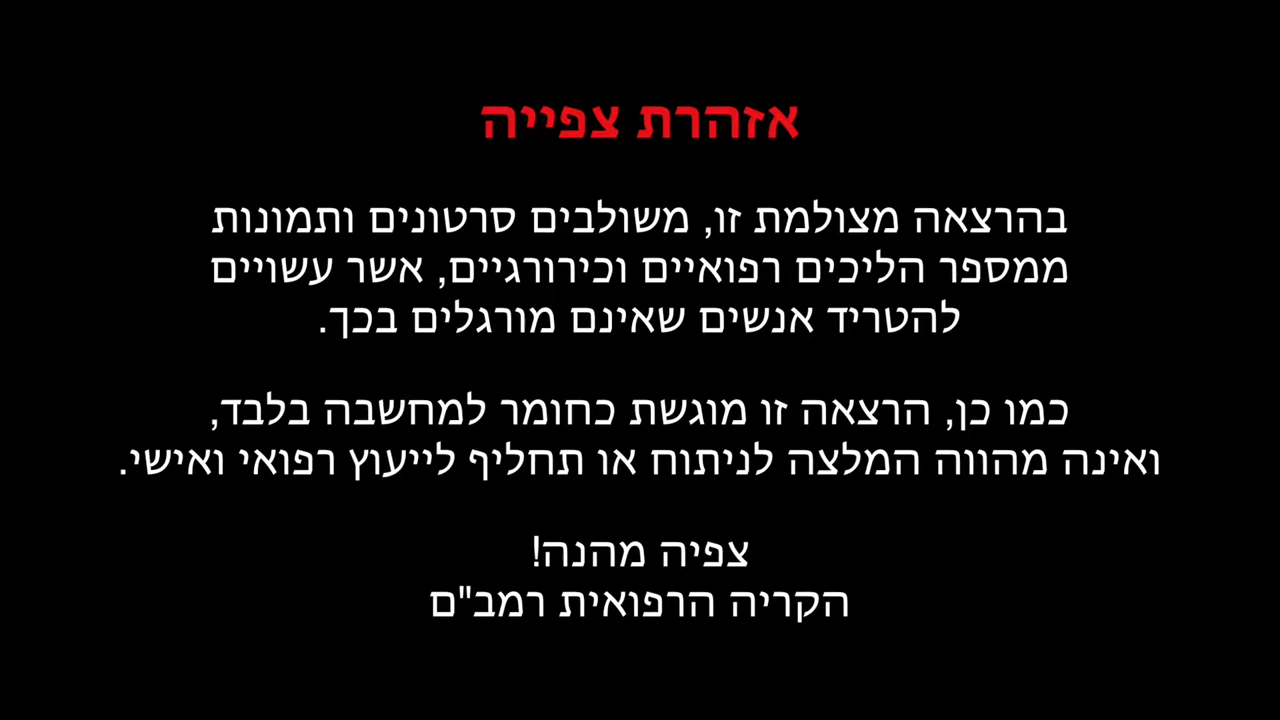 אזהרת צפייה
בהרצאה מצולמת זו, משולבים סרטונים ותמונות
ממספר הליכים רפואיים וכירורגיים, אשר עשויים
להטריד אנשים שאינם מורגלים בכך.
כמו כן, הרצאה זו מוגשת כחומר למחשבה בלבד,
ואינה מהווה המלצה לניתוח או תחליף לייעוץ רפואי ואישי.
צפיה מהנה!
הקריה הרפואית רמב"ם